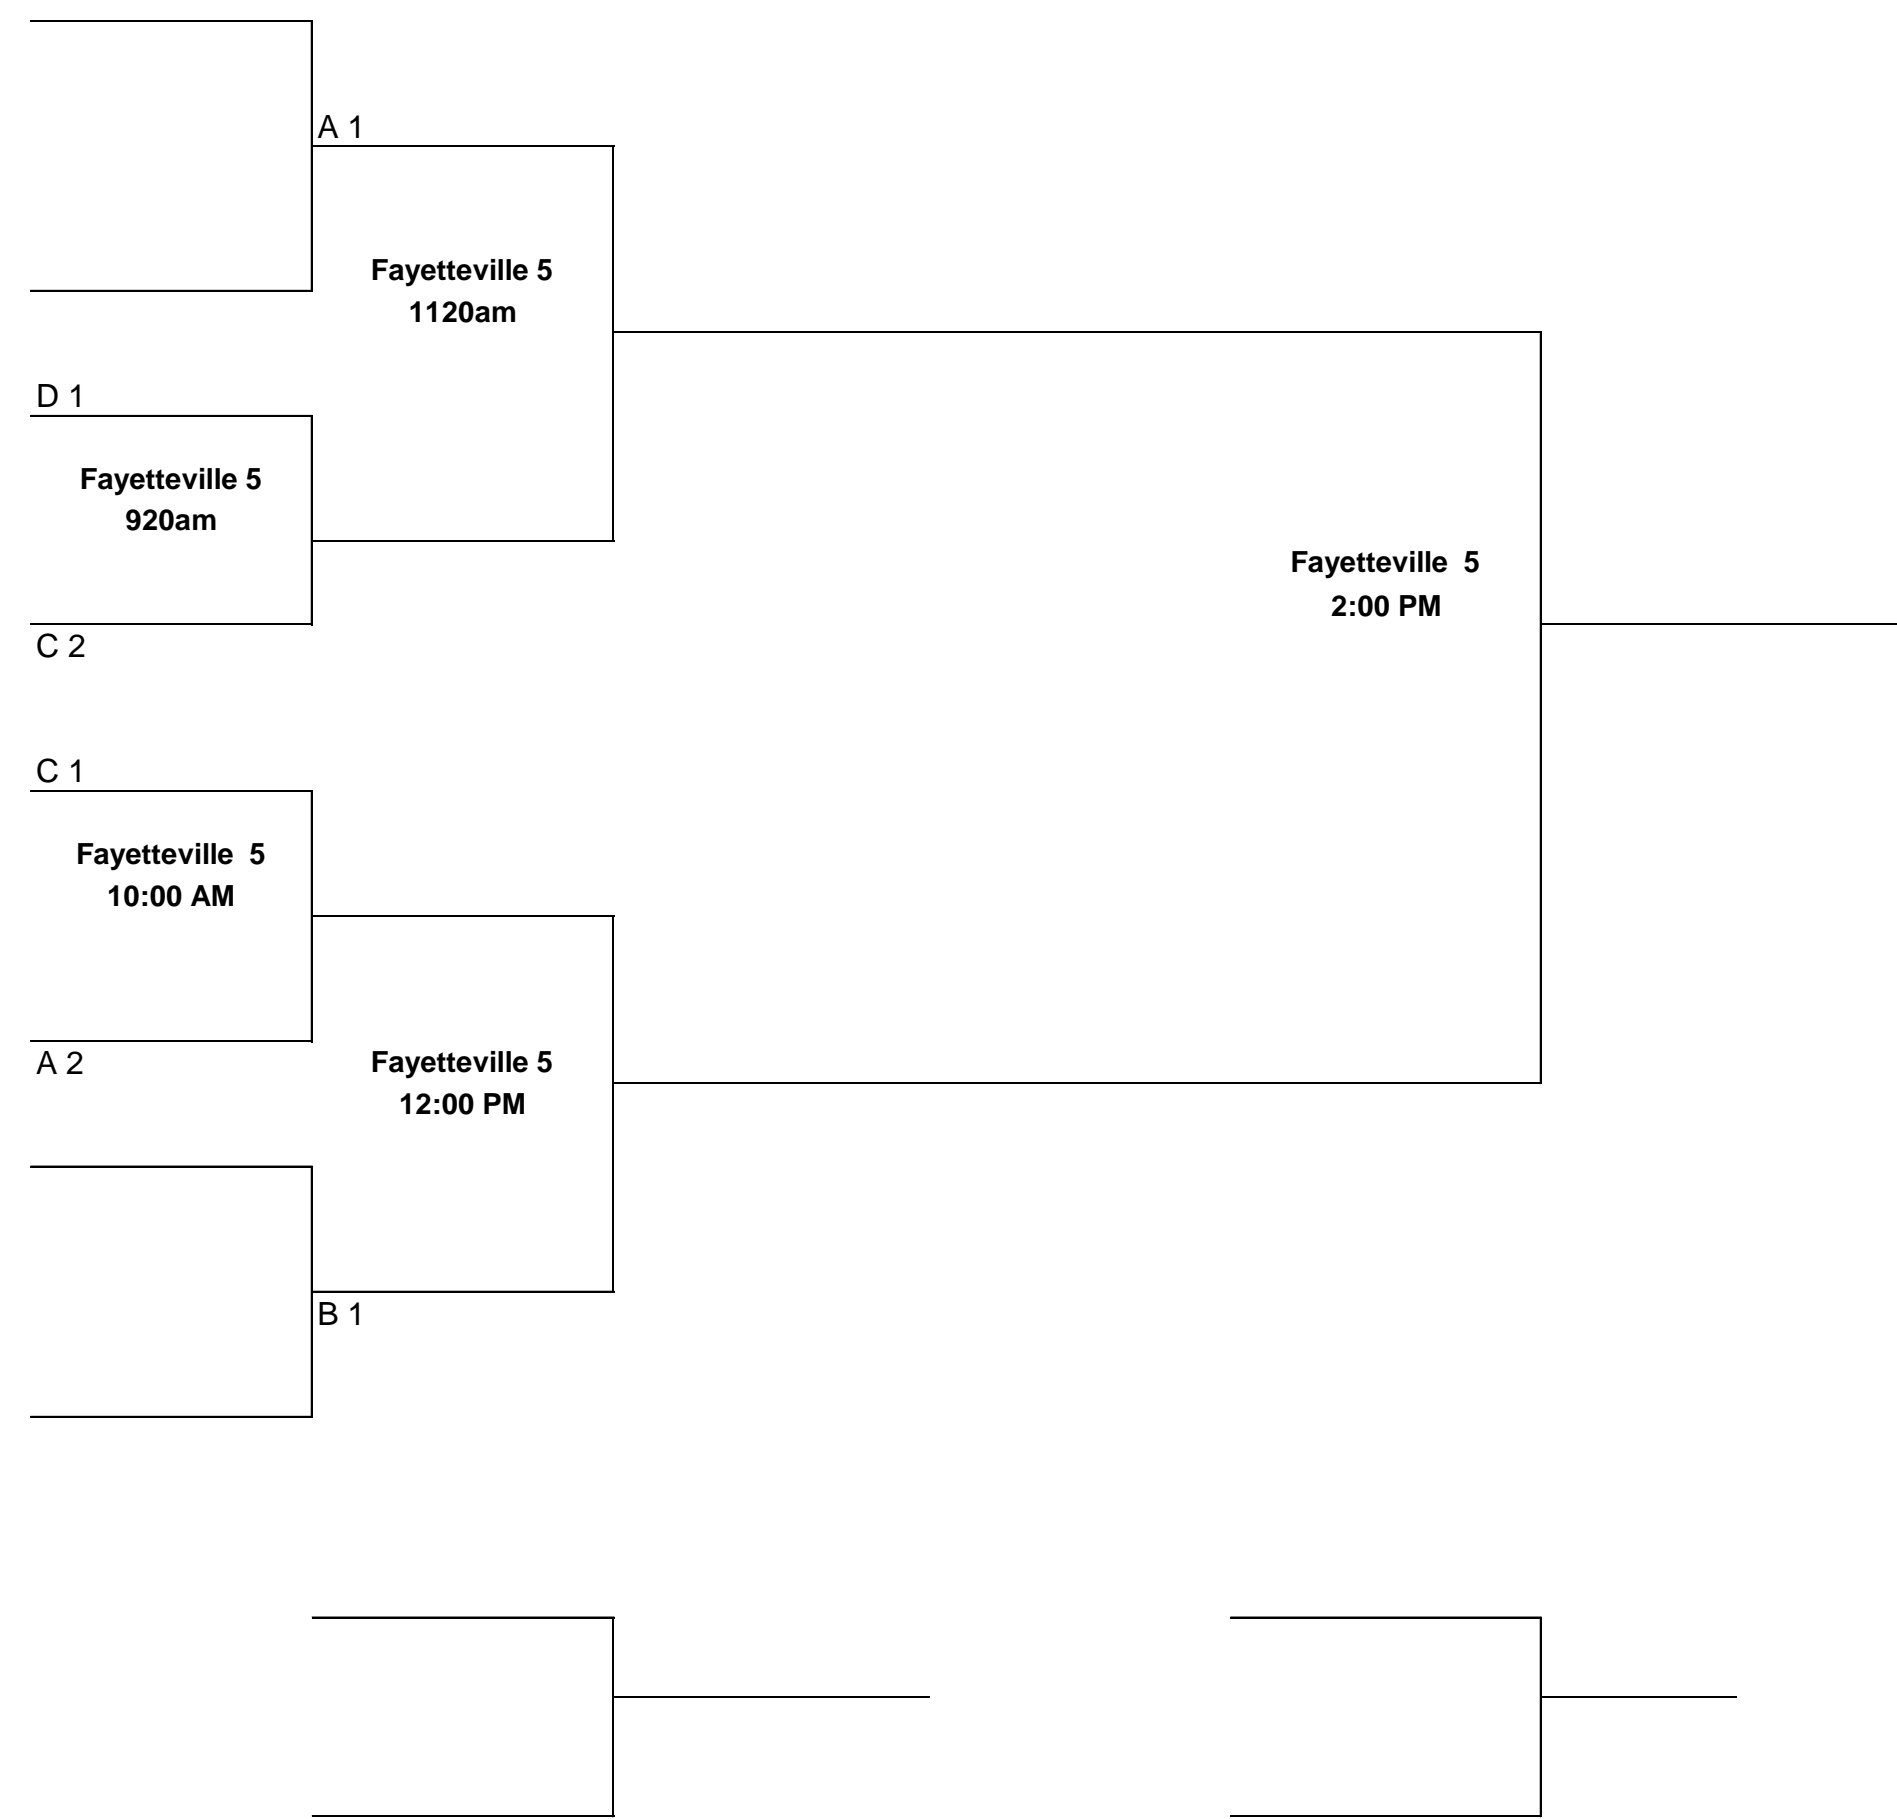 A 1
Fayetteville 5
1120am
D 1
Fayetteville 5
920am
Fayetteville  5
2:00 PM
C 2
C 1
Fayetteville  5
10:00 AM
A 2
Fayetteville 5
12:00 PM
B 1